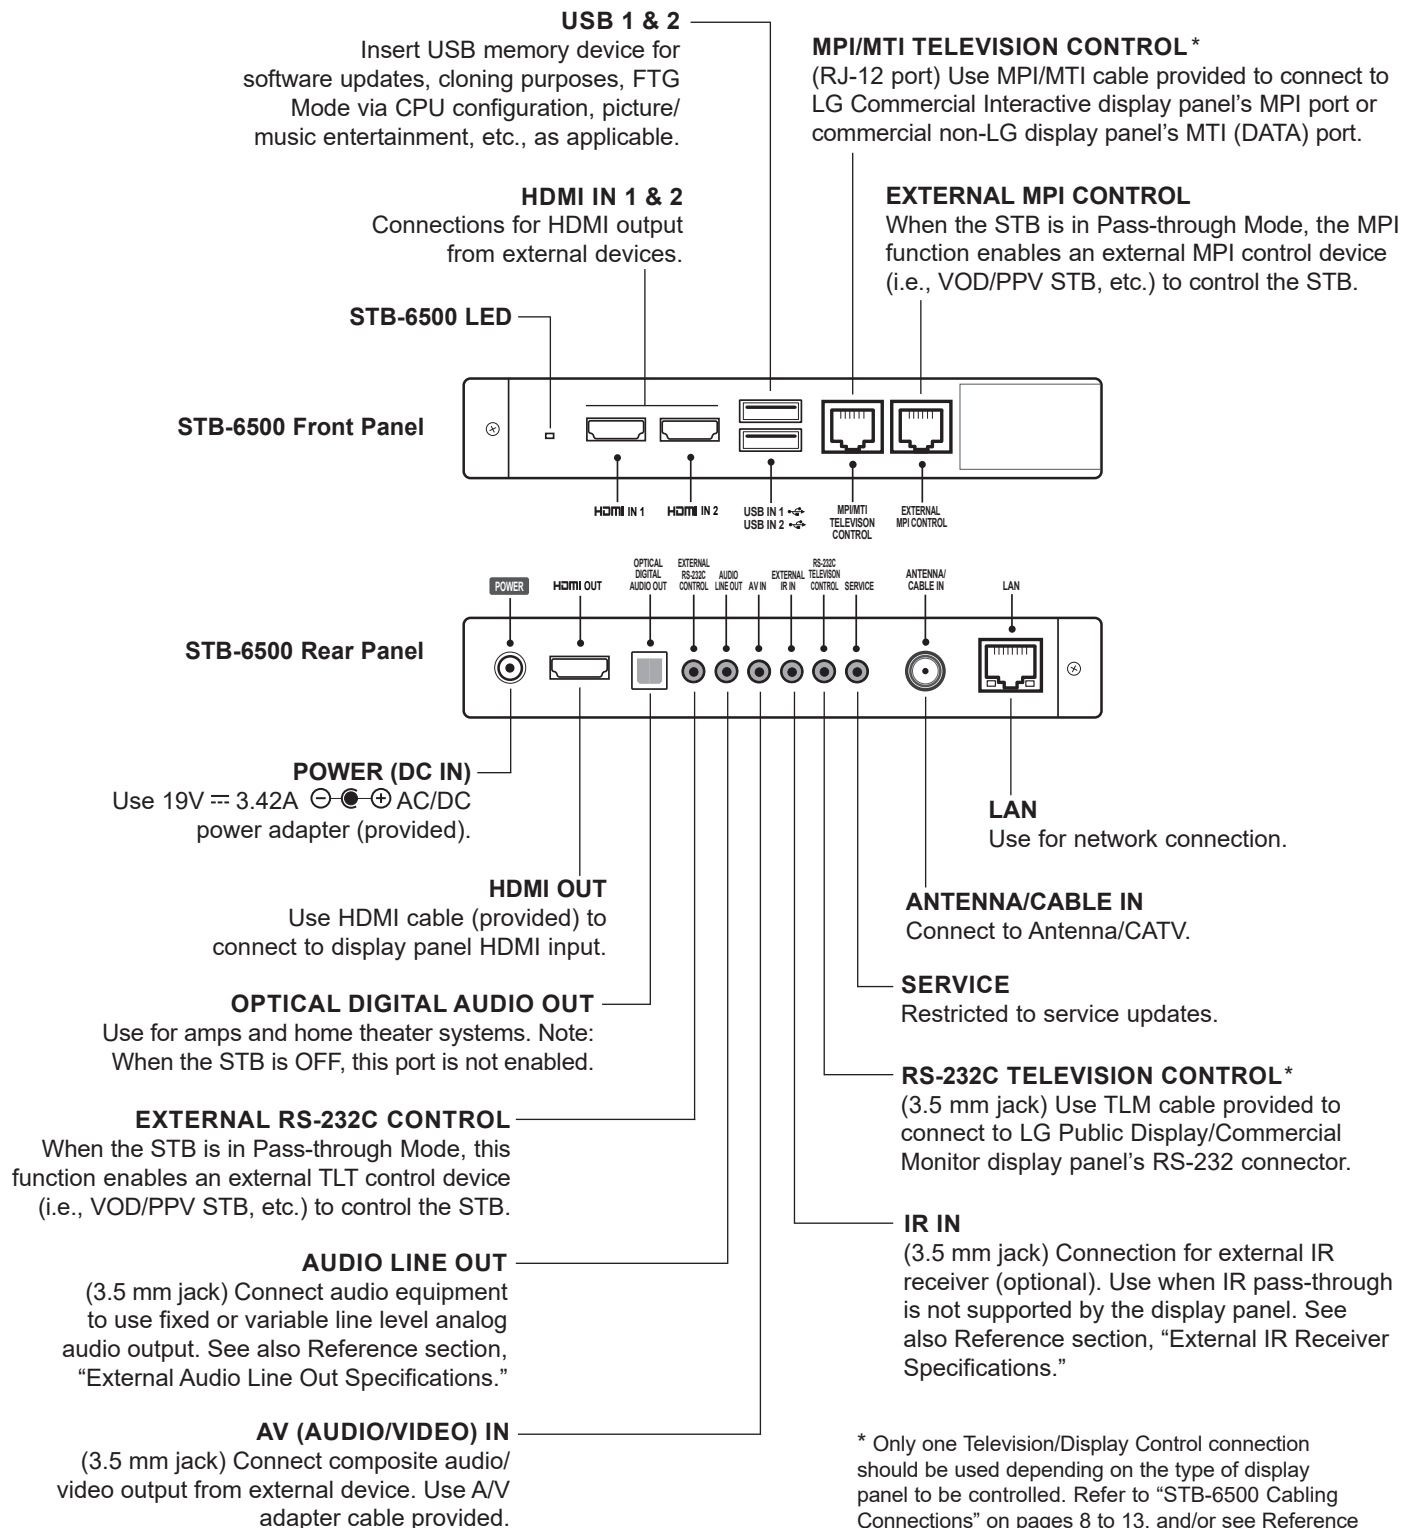 USB 1 & 2
Insert USB memory device for
software updates, cloning purposes, FTG
Mode via CPU configuration, picture/
music entertainment, etc., as applicable.
MPI/MTI TELEVISION CONTROL*
(RJ-12 port) Use MPI/MTI cable provided to connect to
LG Commercial Interactive display panel’s MPI port or
commercial non-LG display panel’s MTI (DATA) port.
HDMI IN 1 & 2
Connections for HDMI output
from external devices.
EXTERNAL MPI CONTROL
When the STB is in Pass-through Mode, the MPI
function enables an external MPI control device
(i.e., VOD/PPV STB, etc.) to control the STB.
STB-6500 LED
STB-6500 Front Panel
HDMI IN 1
HDMI IN 2
USB IN 1
USB IN 2
MPI/MTI
TELEVISON
CONTROL
EXTERNAL
MPI CONTROL
POWER
HDMI OUT
OPTICAL
DIGITAL
AUDIO OUT
EXTERNAL
RS-232C
CONTROL
AUDIO
LINE OUT
AV IN
EXTERNAL
IR IN
RS-232C
TELEVISON
CONTROL
SERVICE
ANTENNA/
CABLE IN
LAN
STB-6500 Rear Panel
POWER (DC IN)
Use 19V ⎓ 3.42A AC/DC
power adapter (provided).
HDMI OUT
Use HDMI cable (provided) to
connect to display panel HDMI input.
OPTICAL DIGITAL AUDIO OUT
Use for amps and home theater systems. Note:
When the STB is OFF, this port is not enabled.
EXTERNAL RS-232C CONTROL
When the STB is in Pass-through Mode, this
function enables an external TLT control device
(i.e., VOD/PPV STB, etc.) to control the STB.
AUDIO LINE OUT
(3.5 mm jack) Connect audio equipment
to use fixed or variable line level analog
audio output. See also Reference section,
“External Audio Line Out Specifications.”
AV (AUDIO/VIDEO) IN
(3.5 mm jack) Connect composite audio/
video output from external device. Use A/V
adapter cable provided.
LAN
Use for network connection.
ANTENNA/CABLE IN
Connect to Antenna/CATV.
SERVICE
Restricted to service updates.
RS-232C TELEVISION CONTROL*
(3.5 mm jack) Use TLM cable provided to
connect to LG Public Display/Commercial
Monitor display panel’s RS-232 connector.
IR IN
(3.5 mm jack) Connection for external IR
receiver (optional). Use when IR pass-through
is not supported by the display panel. See
also Reference section, “External IR Receiver
Specifications.”
* Only one Television/Display Control connection
should be used depending on the type of display
panel to be controlled. Refer to “STB-6500 Cabling
Connections” on pages 8 to 13, and/or see Reference